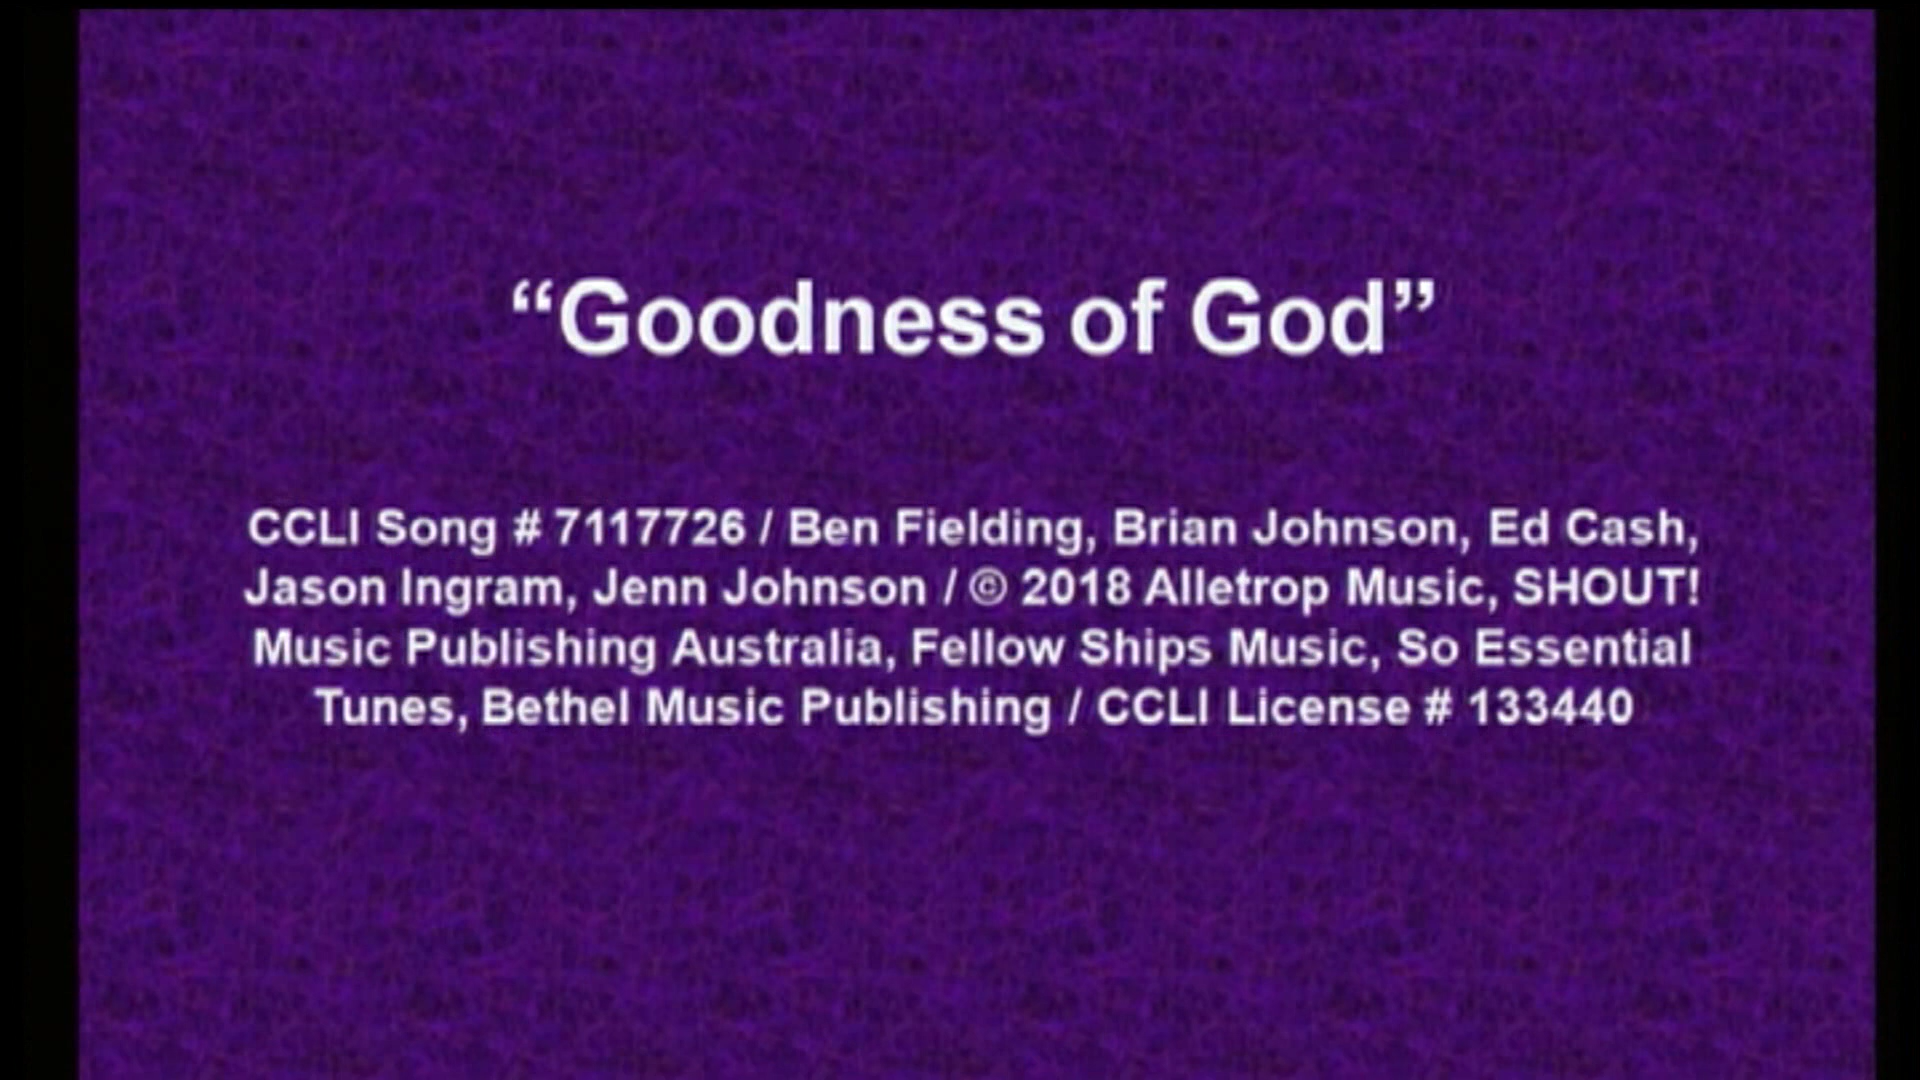 “Goodness of God”
CCLI Song # 7117726 / Ben Fielding, Brian Johnson, Ed Cash,
Jason Ingram, Jenn Johnson / © 2018 Alletrop Music, SHOUT!
Music Publishing Australia, Fellow Ships Music, So Essential
Tunes, Bethel Music Publishing / CCLI License # 133440